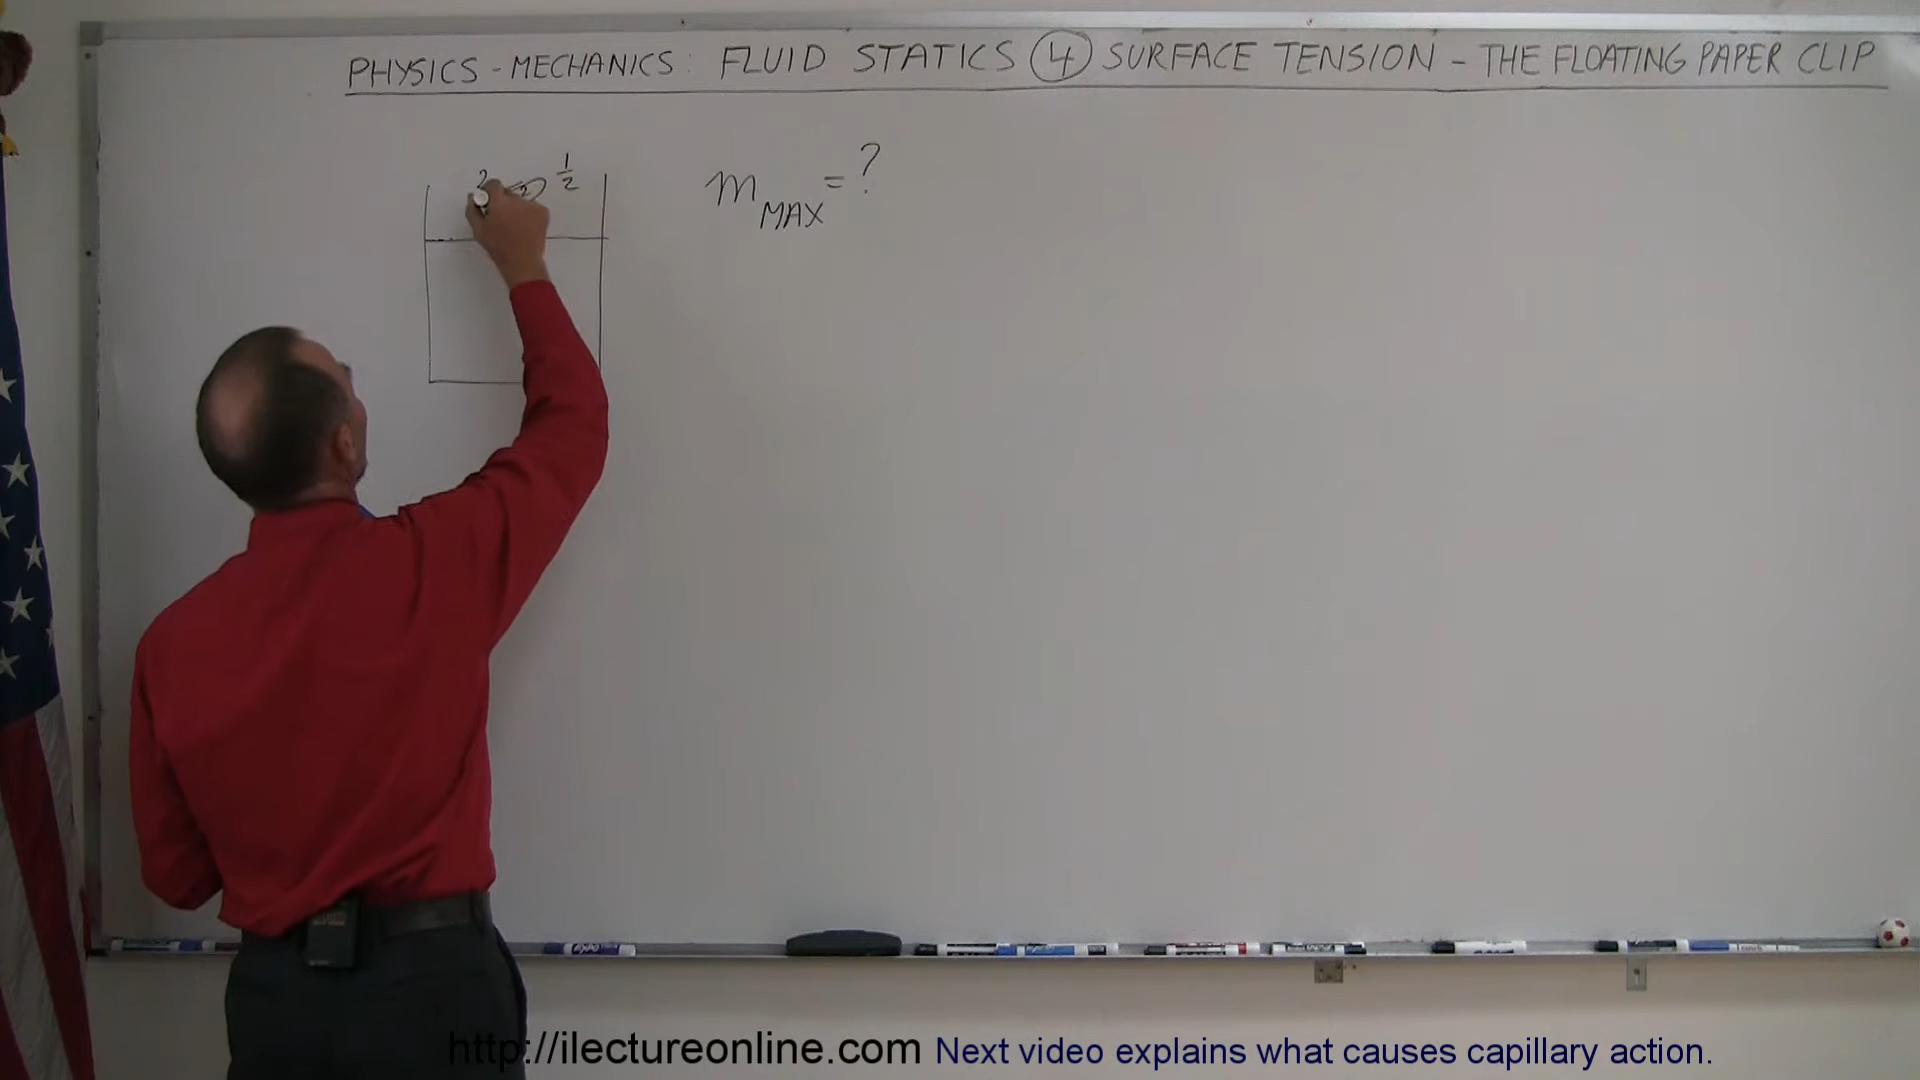 PHYSICS - MECHANICS: FLUID STATICS 4 SURFACE TENSION - THE FLOATING PAPER CLIP
1/2
m MAX = ?
http://ilectureonline.com Next video explains what causes capillary action.